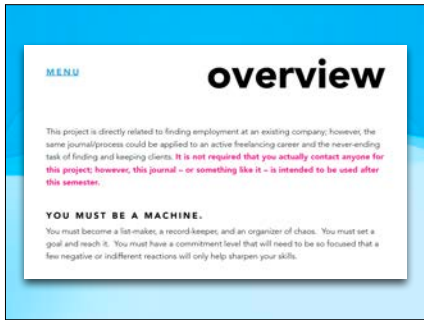 MENU
overview
This project is directly related to finding employment at an existing company; however, the
same journal/process could be applied to an active freelancing career and the never-ending
task of finding and keeping clients. It is not required that you actually contact anyone for
this project; however, this journal – or something like it – is intended to be used after
this semester.
YOU MUST BE A MACHINE.
You must become a list-maker, a record-keeper, and an organizer of chaos. You must set a
goal and reach it. You must have a commitment level that will need to be so focused that a
few negative or indifferent reactions will only help sharpen your skills.